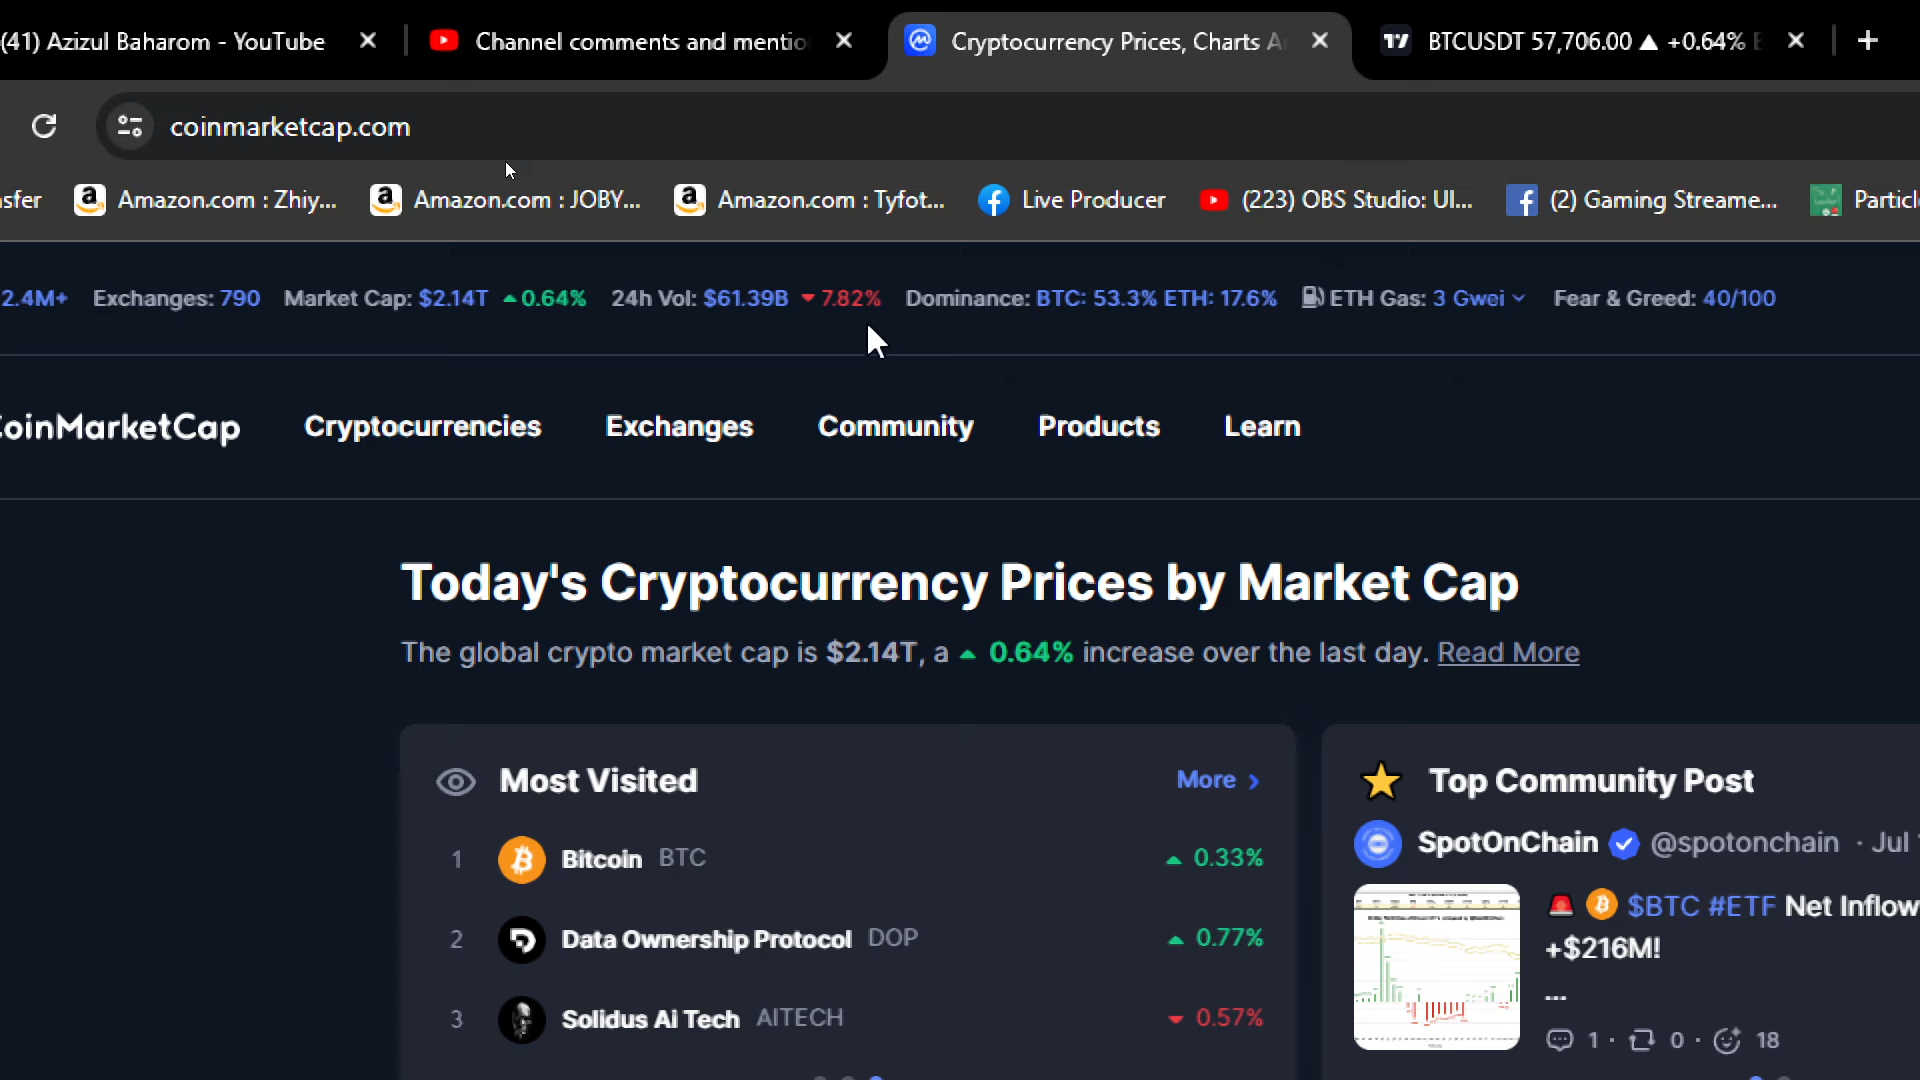 (41) Azizul Baharom - YouTube
Channel comments and mentio
Cryptocurrency Prices, Charts A
BTCUSDT 57,706.00 ▲ +0.64%
coinmarketcap.com
sfer
Amazon.com : Zhiy...
Amazon.com : JOBY...
Amazon.com : Tyfot...
Live Producer
(223) OBS Studio: Ul...
(2) Gaming Streame...
Particl
2.4M+ Exchanges: 790 Market Cap: $2.14T ▲ 0.64% 24h Vol: $61.39B ▼ 7.82% Dominance: BTC: 53.3% ETH: 17.6% ETH Gas: 3 Gwei Fear & Greed: 40/100
CoinMarketCap
Cryptocurrencies
Exchanges
Community
Products
Learn
Today's Cryptocurrency Prices by Market Cap
The global crypto market cap is $2.14T, a ▲ 0.64% increase over the last day. Read More
Most Visited
More >
1 Bitcoin BTC ▲ 0.33%
2 Data Ownership Protocol DOP ▲ 0.77%
3 Solidus Ai Tech AITECH ▼ 0.57%
Top Community Post
SpotOnChain @spotonchain · Jul
$BTC #ETF Net Inflow
+$216M!
...
1 · 0 · 18